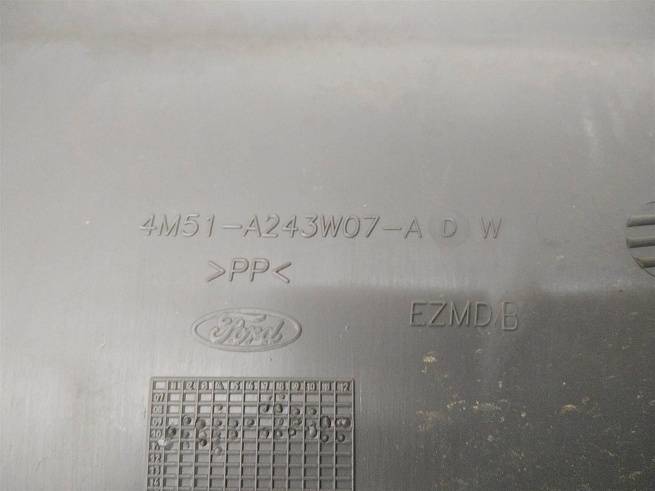 4M51-A243W07-A D W
>PP<
Ford
EZMD B